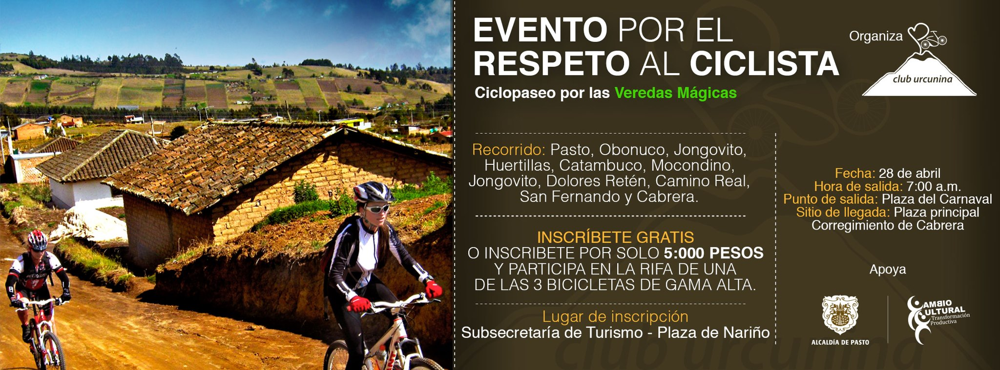 EVENTO POR EL
RESPETO AL CICLISTA
Ciclopaseo por las Veredas Mágicas
Organiza
club urcunina
Recorrido: Pasto, Obonuco, Jongovito,
Huertillas, Catambuco, Mocondino,
Jongovito, Dolores Retén, Camino Real,
San Fernando y Cabrera.
INSCRÍBETE GRATIS
O INSCRIBETE POR SOLO 5:000 PESOS
Y PARTICIPA EN LA RIFA DE UNA
DE LAS 3 BICICLETAS DE GAMA ALTA.
Lugar de inscripción
Subsecretaría de Turismo - Plaza de Nariño
Fecha: 28 de abril
Hora de salida: 7:00 a.m.
Punto de salida: Plaza del Carnaval
Sitio de llegada: Plaza principal
Corregimiento de Cabrera
Apoya
ALCALDÍA DE PASTO
CAMBIO
CULTURAL
Transformación
Productiva
club urcunina